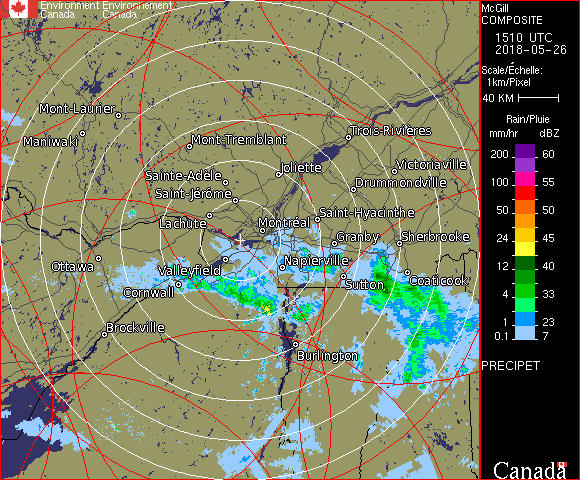 Environment Environnement
Canada Canada
McGill
COMPOSITE
1510 UTC
2018-05-26
Scale/Échelle:
1km/Pixel
40 KM
Rain/Pluie
mm/hr dBZ
200 60
150 57
100 55
50 50
24 45
12 40
4 33
1 23
0.1 7
PRECIPET
Canada
Mont-Laurier
Maniwaki
Mont-Tremblant
Trois-Rivières
Sainte-Adèle
Joliette
Victoriaville
Saint-Jérôme
Drummondville
Lachute
Montréal
Saint-Hyacinthe
Granby
Sherbrooke
Ottawa
Valleyfield
Napierville
Cornwall
Sutton
Coaticook
Brockville
Burlington